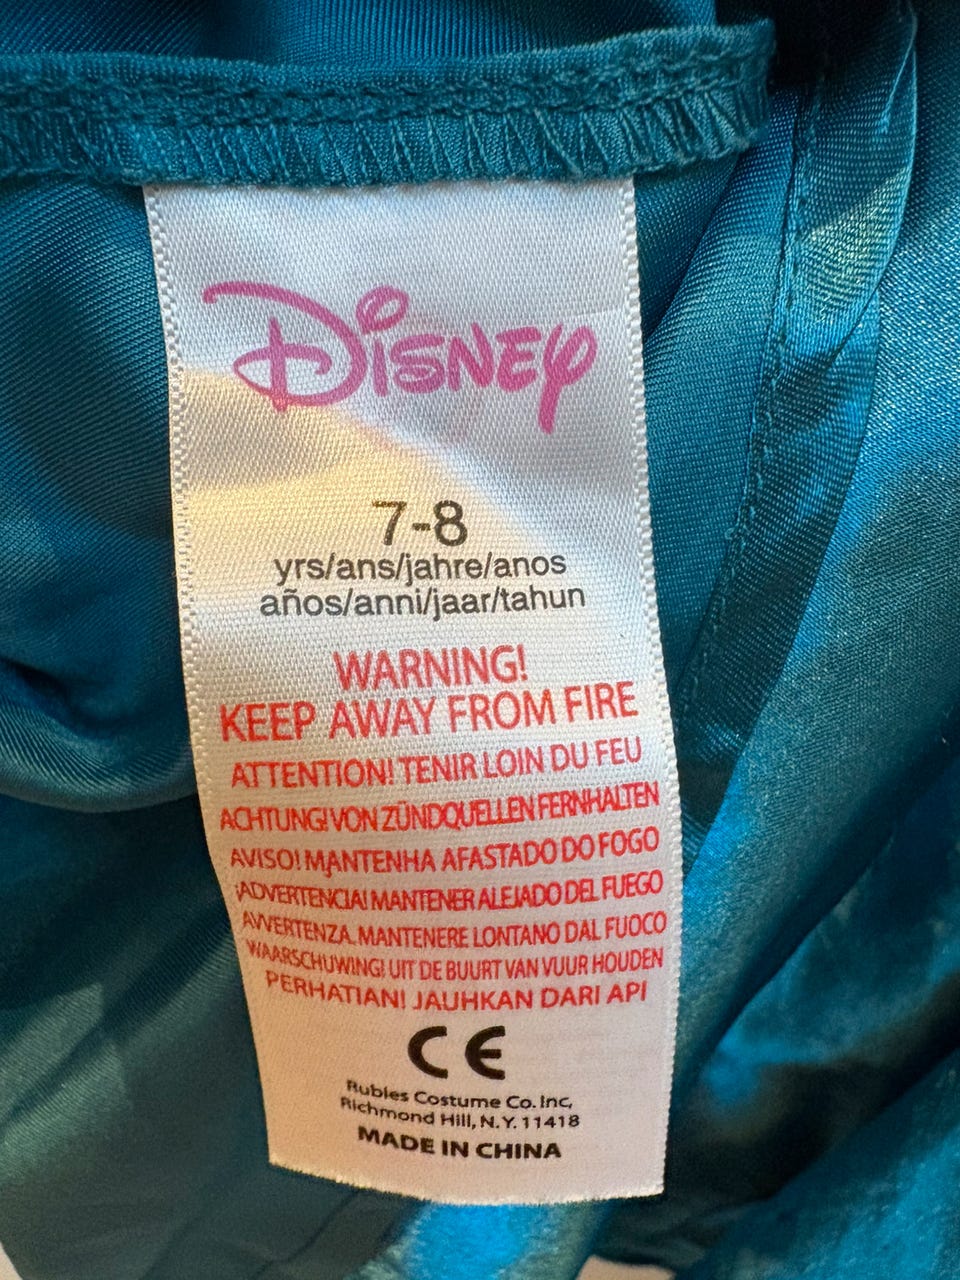 Disney
7-8
yrs/ans/jahre/anos
años/anni/jaar/tahun
WARNING!
KEEP AWAY FROM FIRE
ATTENTION! TENIR LOIN DU FEU
ACHTUNG! VON ZÜNDQUELLEN FERNHALTEN
AVISO! MANTENHA AFASTADO DO FOGO
¡ADVERTENCIA! MANTENER ALEJADO DEL FUEGO
AVVERTENZA. MANTENERE LONTANO DAL FUOCO
WAARSCHUWING! UIT DE BUURT VAN VUUR HOUDEN
PERHATIAN! JAUHKAN DARI API
CE
Rubies Costume Co. Inc,
Richmond Hill, N.Y. 11418
MADE IN CHINA